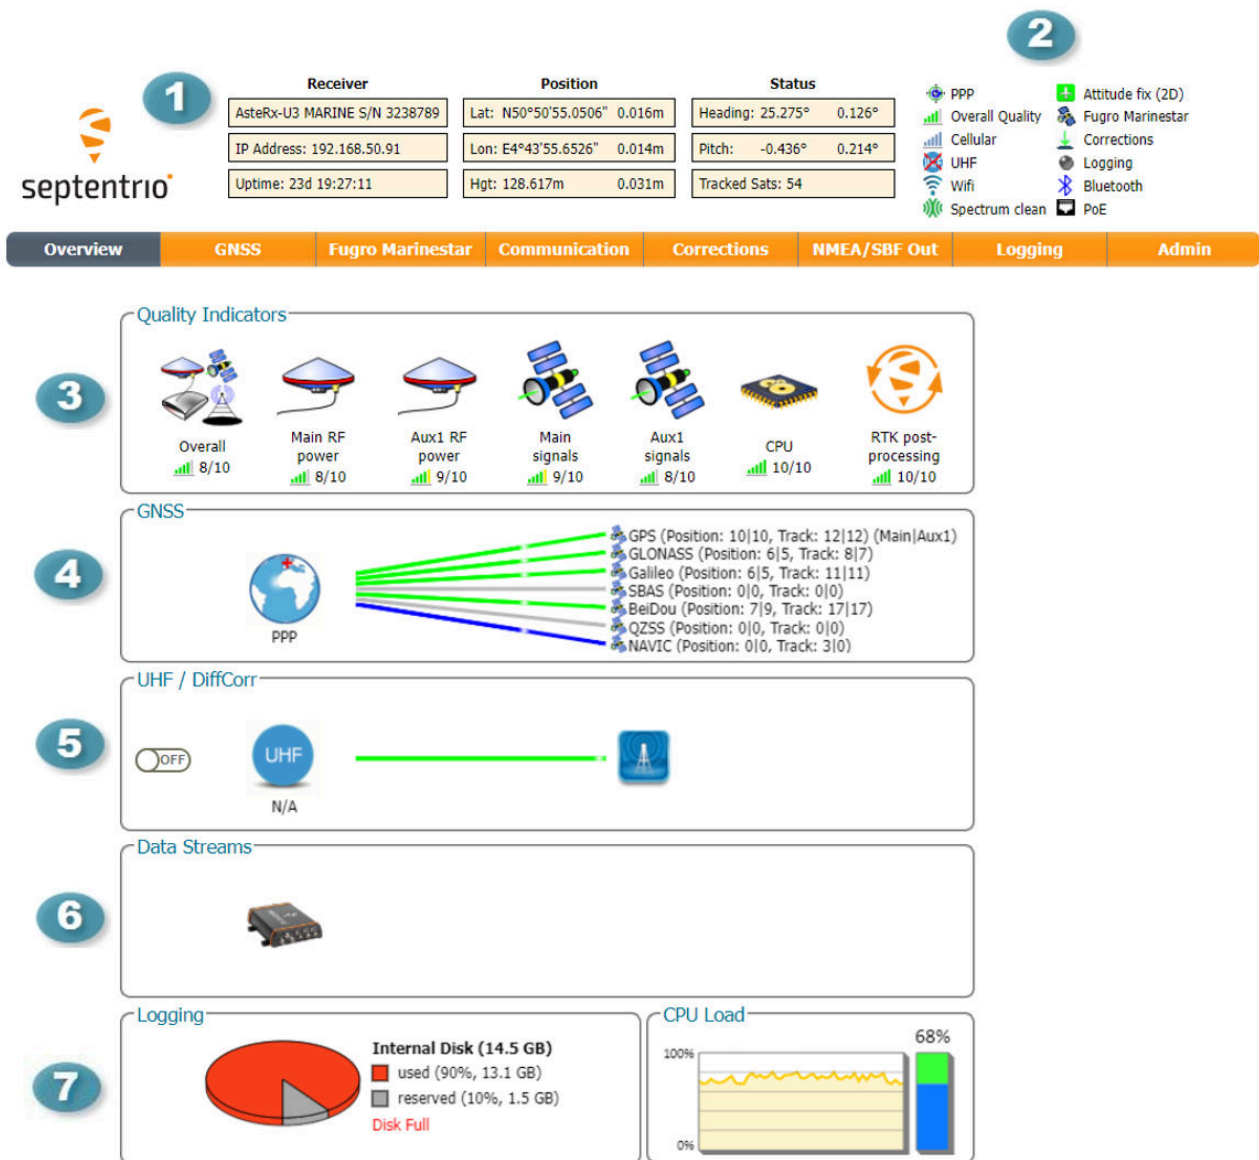 2
1
septentrio
Receiver
AsteRx-U3 MARINE S/N 3238789
IP Address: 192.168.50.91
Uptime: 23d 19:27:11
Position
Lat: N50°50'55.0506" 0.016m
Lon: E4°43'55.6526" 0.014m
Hgt: 128.617m 0.031m
Status
Heading: 25.275° 0.126°
Pitch: -0.436° 0.214°
Tracked Sats: 54
PPP
Overall Quality
Cellular
UHF
Wifi
Spectrum clean
Attitude fix (2D)
Fugro Marinestar
Corrections
Logging
Bluetooth
PoE
Overview GNSS Fugro Marinestar Communication Corrections NMEA/SBF Out Logging Admin
3
Quality Indicators
Overall
8/10
Main RF
power
8/10
Aux1 RF
power
9/10
Main
signals
9/10
Aux1
signals
8/10
CPU
10/10
RTK post-
processing
10/10
4
GNSS
PPP
GPS (Position: 10|10, Track: 12|12) (Main|Aux1)
GLONASS (Position: 6|5, Track: 8|7)
Galileo (Position: 6|5, Track: 11|11)
SBAS (Position: 0|0, Track: 0|0)
BeiDou (Position: 7|9, Track: 17|17)
QZSS (Position: 0|0, Track: 0|0)
NAVIC (Position: 0|0, Track: 3|0)
5
UHF / DiffCorr
OFF
UHF
N/A
6
Data Streams
7
Logging
Internal Disk (14.5 GB)
used (90%, 13.1 GB)
reserved (10%, 1.5 GB)
Disk Full
CPU Load
68%
100%
0%